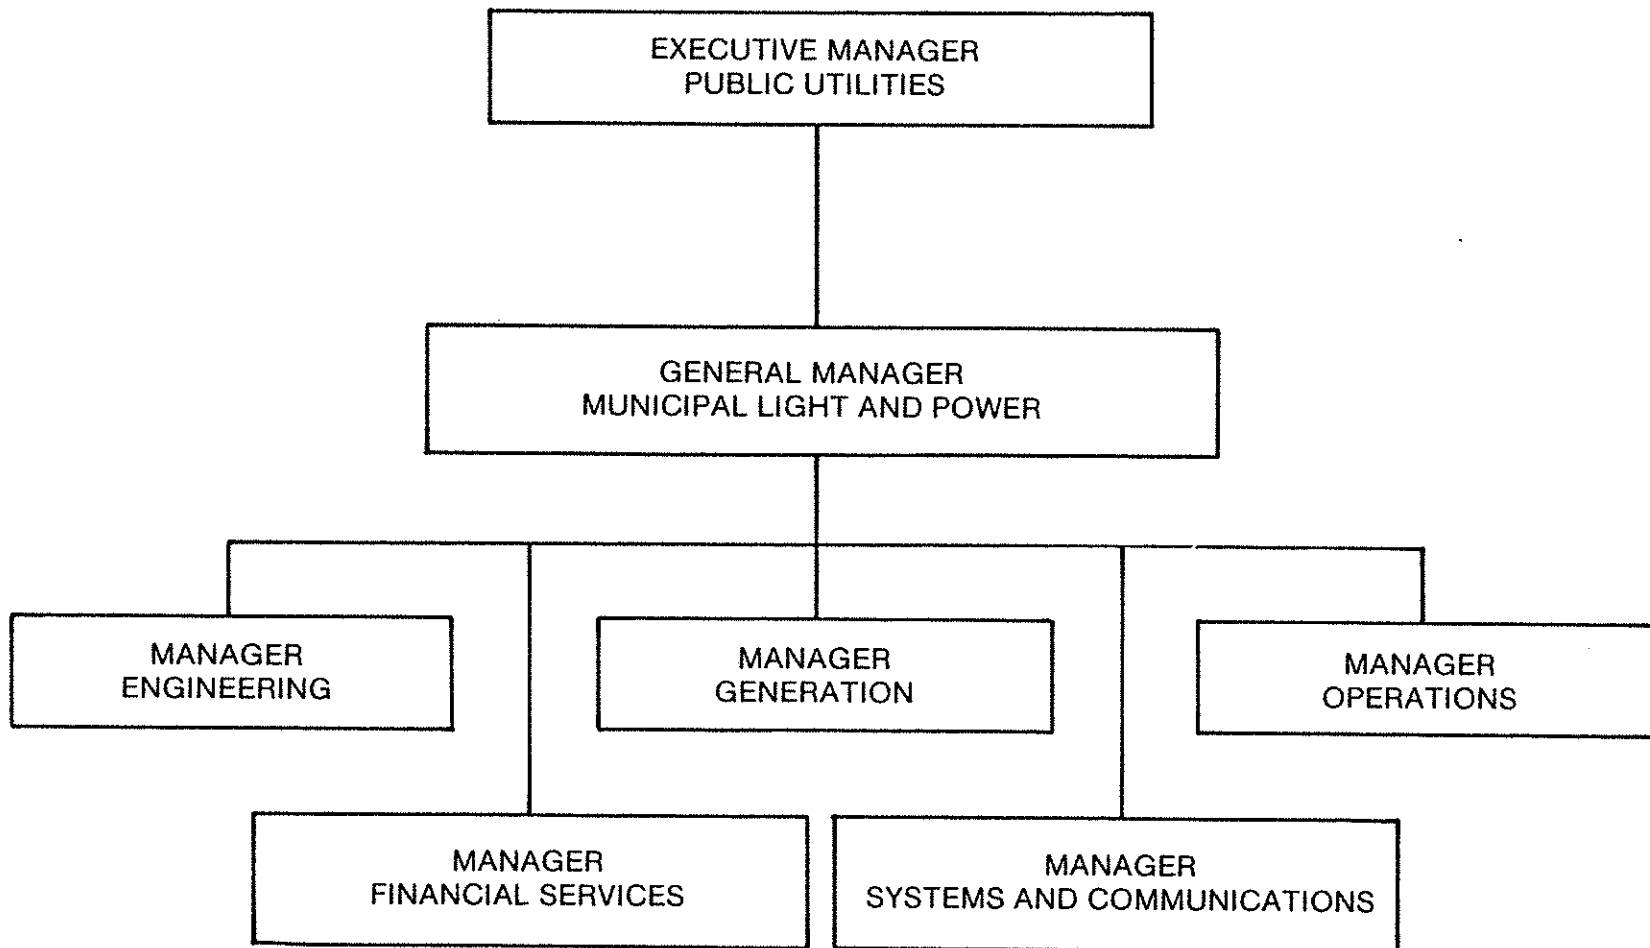 EXECUTIVE MANAGER
PUBLIC UTILITIES
GENERAL MANAGER
MUNICIPAL LIGHT AND POWER
MANAGER
ENGINEERING
MANAGER
GENERATION
MANAGER
OPERATIONS
MANAGER
FINANCIAL SERVICES
MANAGER
SYSTEMS AND COMMUNICATIONS